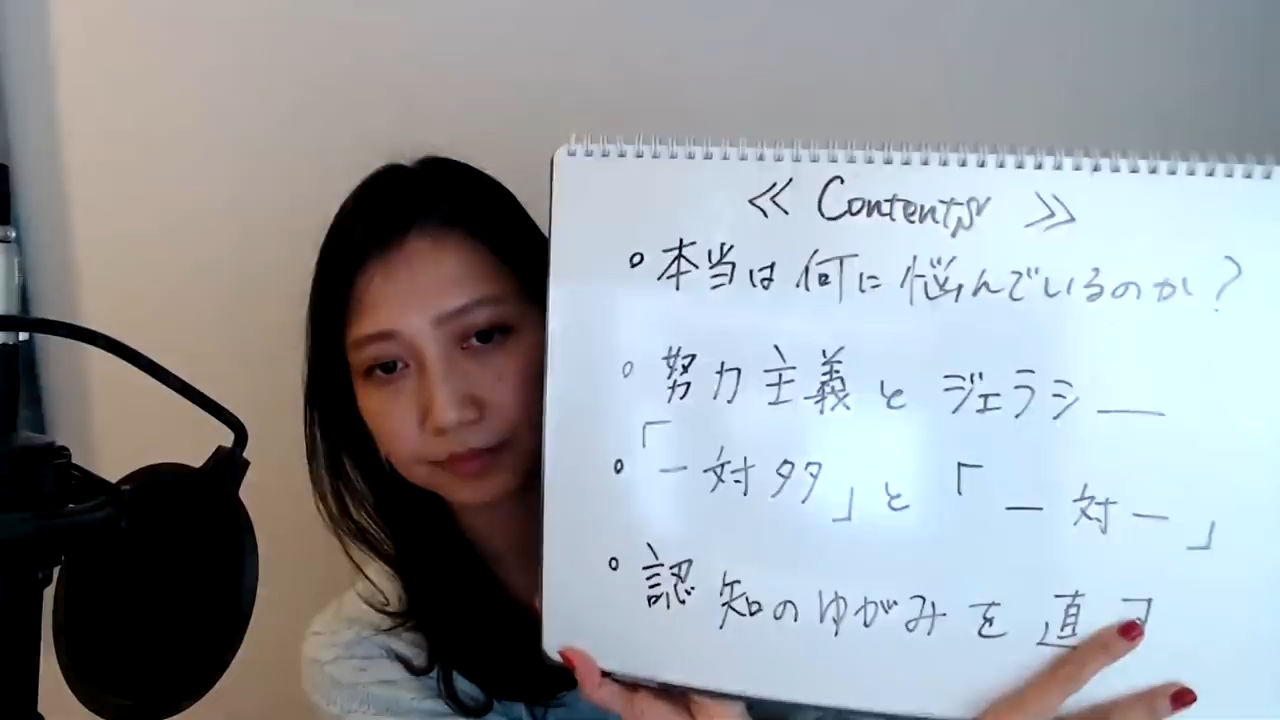 ≪ Contents ≫
○ 本当は何に悩んでいるのか?
○ 努力主義とジェラシー
○ 「一対多」と「一対一」
○ 認知のゆがみを直す